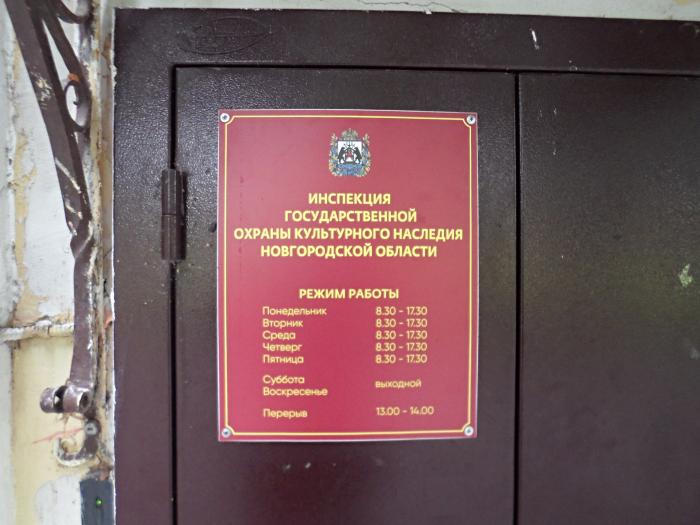 ИНСПЕКЦИЯ
ГОСУДАРСТВЕННОЙ
ОХРАНЫ КУЛЬТУРНОГО НАСЛЕДИЯ
НОВГОРОДСКОЙ ОБЛАСТИ
РЕЖИМ РАБОТЫ
Понедельник 8.30 - 17.30
Вторник 8.30 - 17.30
Среда 8.30 - 17.30
Четверг 8.30 - 17.30
Пятница 8.30 - 17.30
Суббота
Воскресенье выходной
Перерыв 13.00 - 14.00